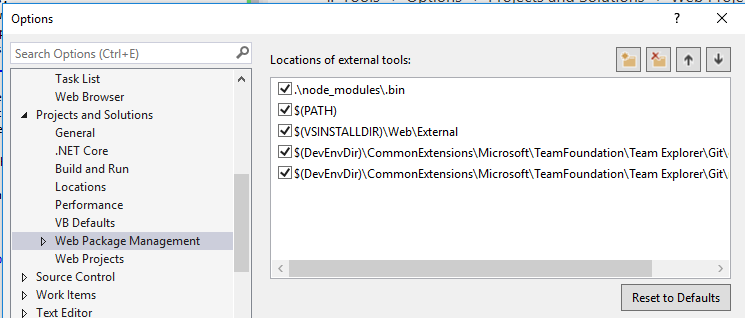 Options
Search Options (Ctrl+E)
Task List
Web Browser
Projects and Solutions
General
.NET Core
Build and Run
Locations
Performance
VB Defaults
Web Package Management
Web Projects
Source Control
Work Items
Text Editor
Locations of external tools:
.\node_modules\.bin
$(PATH)
$(VSINSTALLDIR)\Web\External
$(DevEnvDir)\CommonExtensions\Microsoft\TeamFoundation\Team Explorer\Git\
$(DevEnvDir)\CommonExtensions\Microsoft\TeamFoundation\Team Explorer\Git\
Reset to Defaults